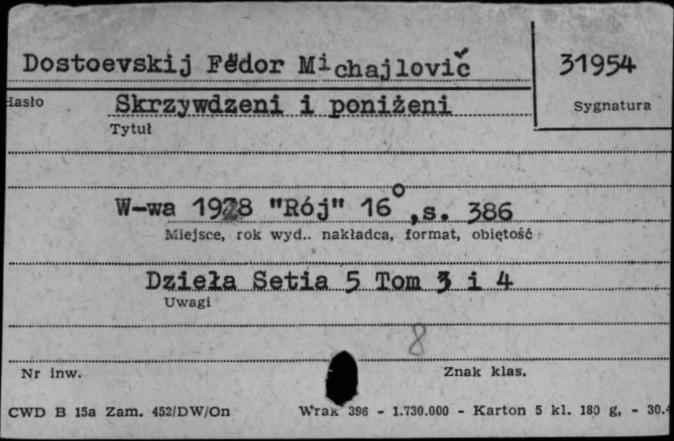 Dostoevskij Fëdor Michajlovič
31954
Hasło
Skrzywdzeni i poniżeni
Sygnatura
Tytuł
W-wa 1928 "Rój" 16°, s. 386
Miejsce, rok wyd.. nakładca, format, obiętość
Dzieła Setia 5 Tom 3 i 4
Uwagi
8
Nr inw.
Znak klas.
CWD B 15a Zam. 452/DW/On Wrak 396 - 1.730.000 - Karton 5 kl. 180 g, - 30.4